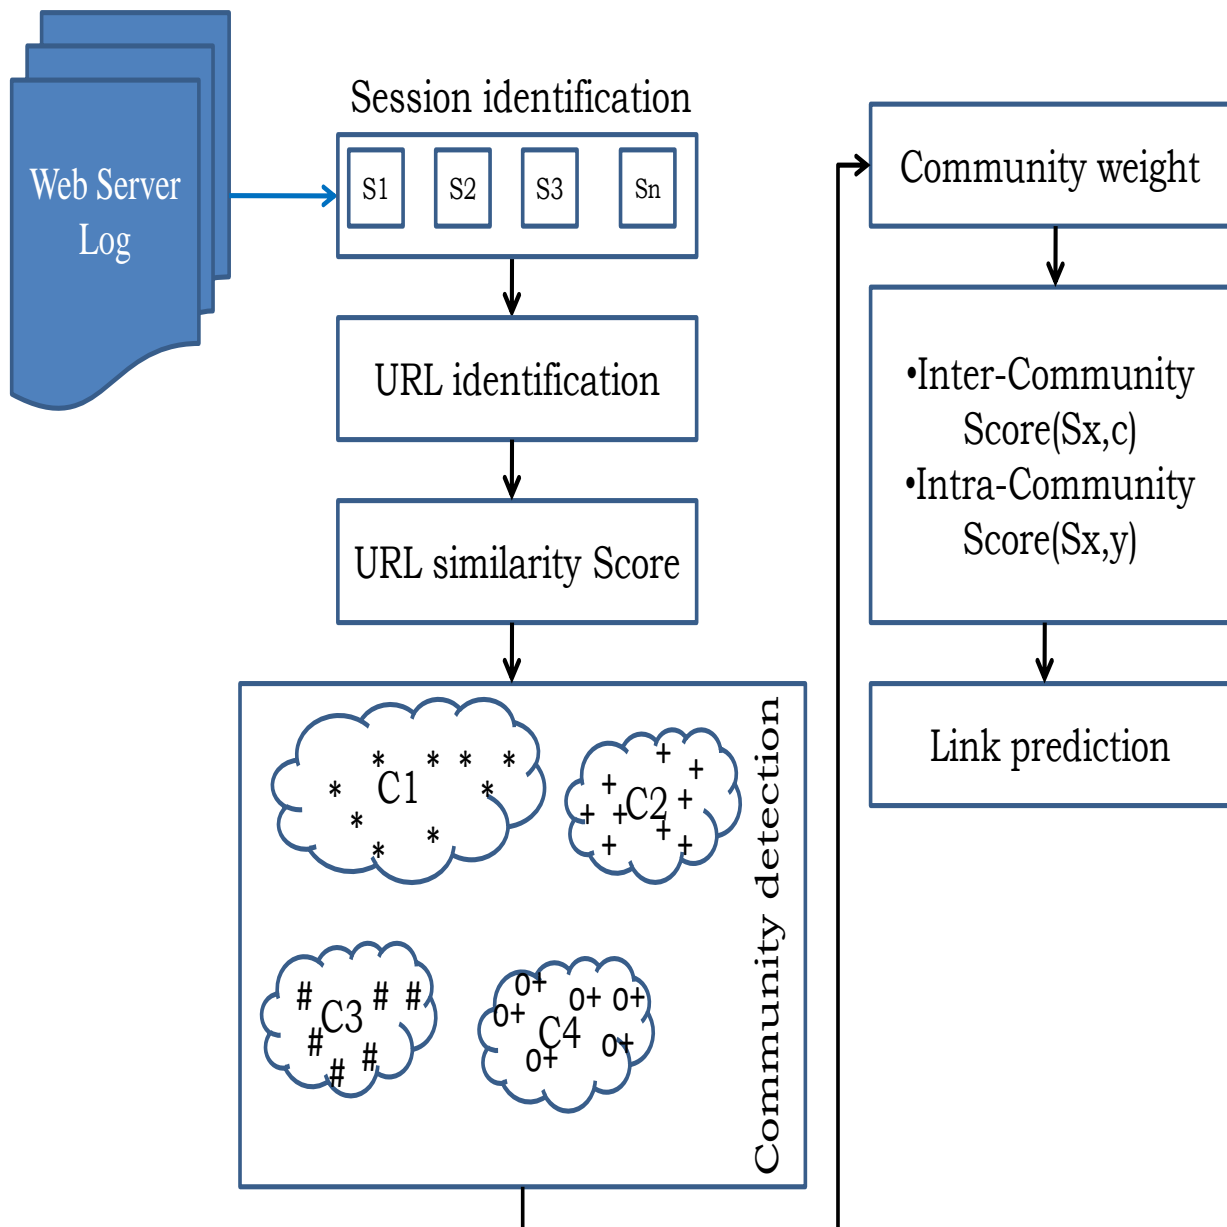 Web Server
Log
Session identification
S1 S2 S3 Sn
URL identification
URL similarity Score
Community detection
* * * *
C1
* *
*
* *
+
+
+ +
C2
+ +
+
+ +
# # #
C3
# #
#
o+ o+ o+
o+
C4
o+ o+
Community weight
•Inter-Community
Score(Sx,c)
•Intra-Community
Score(Sx,y)
Link prediction